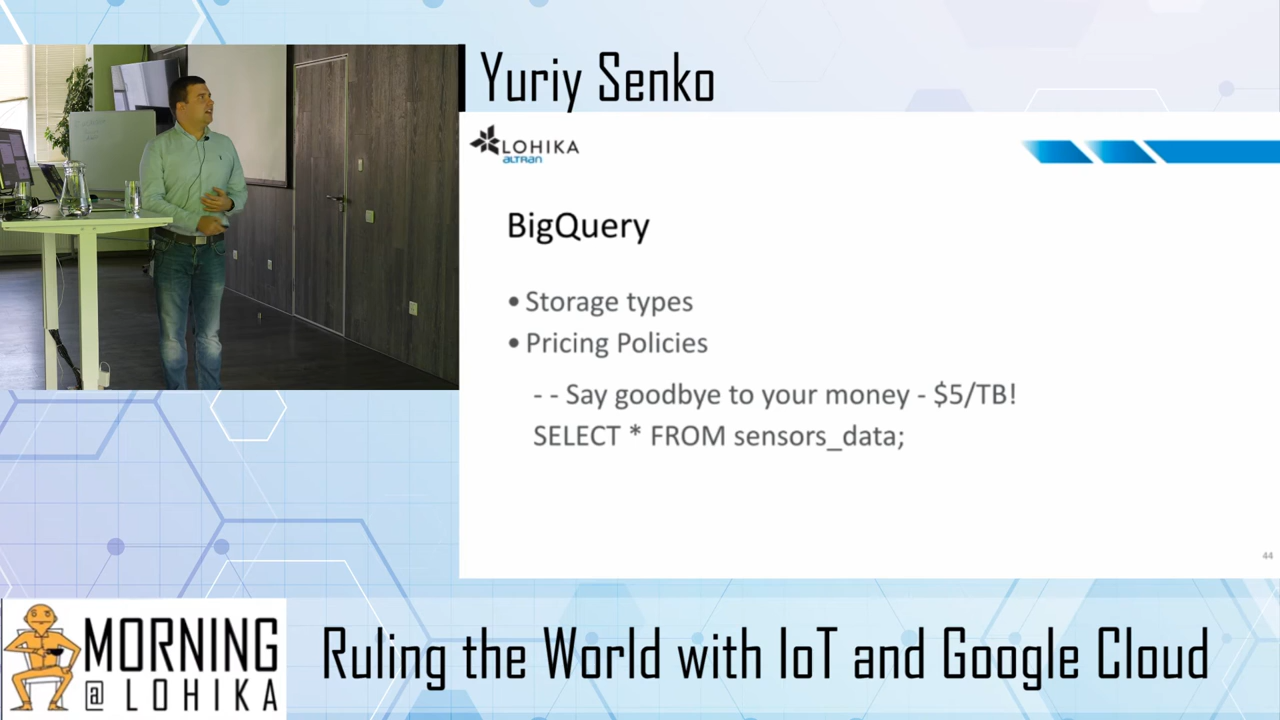 Yuriy Senko
LOHIKA
altran
BigQuery
• Storage types
• Pricing Policies
- - Say goodbye to your money - $5/TB!
SELECT * FROM sensors_data;
44
MORNING
@ LOHIKA
Ruling the World with IoT and Google Cloud